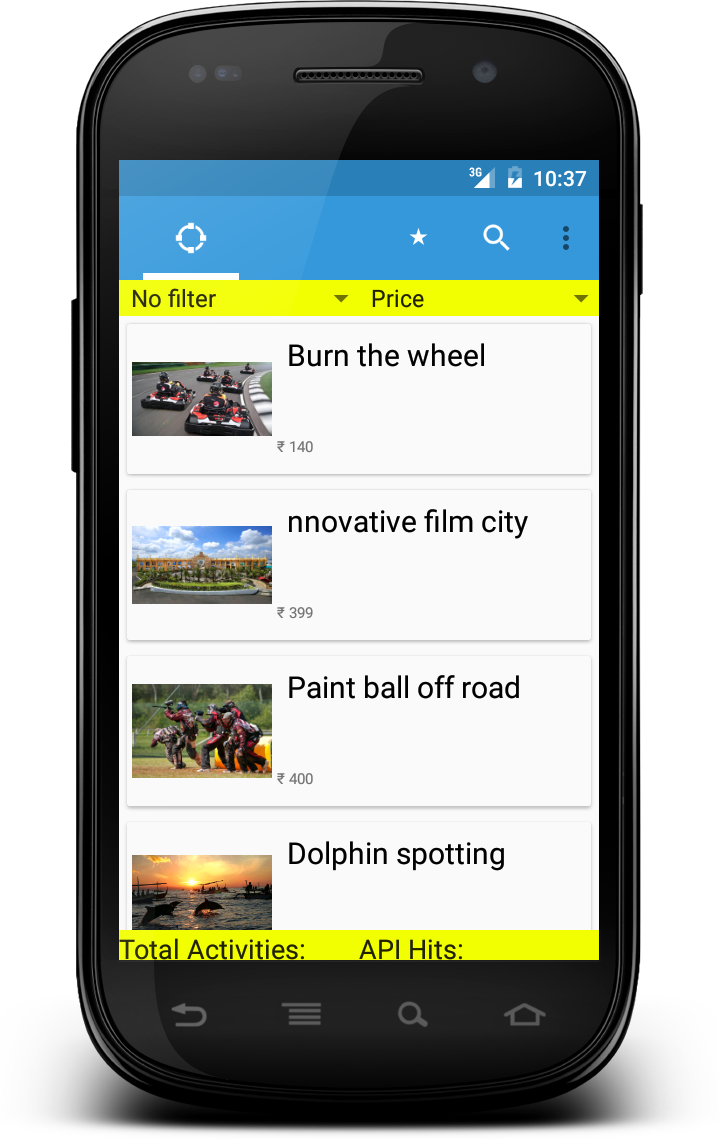 3G 10:37
No filter Price
Burn the wheel
₹ 140
nnovative film city
₹ 399
Paint ball off road
₹ 400
Dolphin spotting
Total Activities: API Hits: